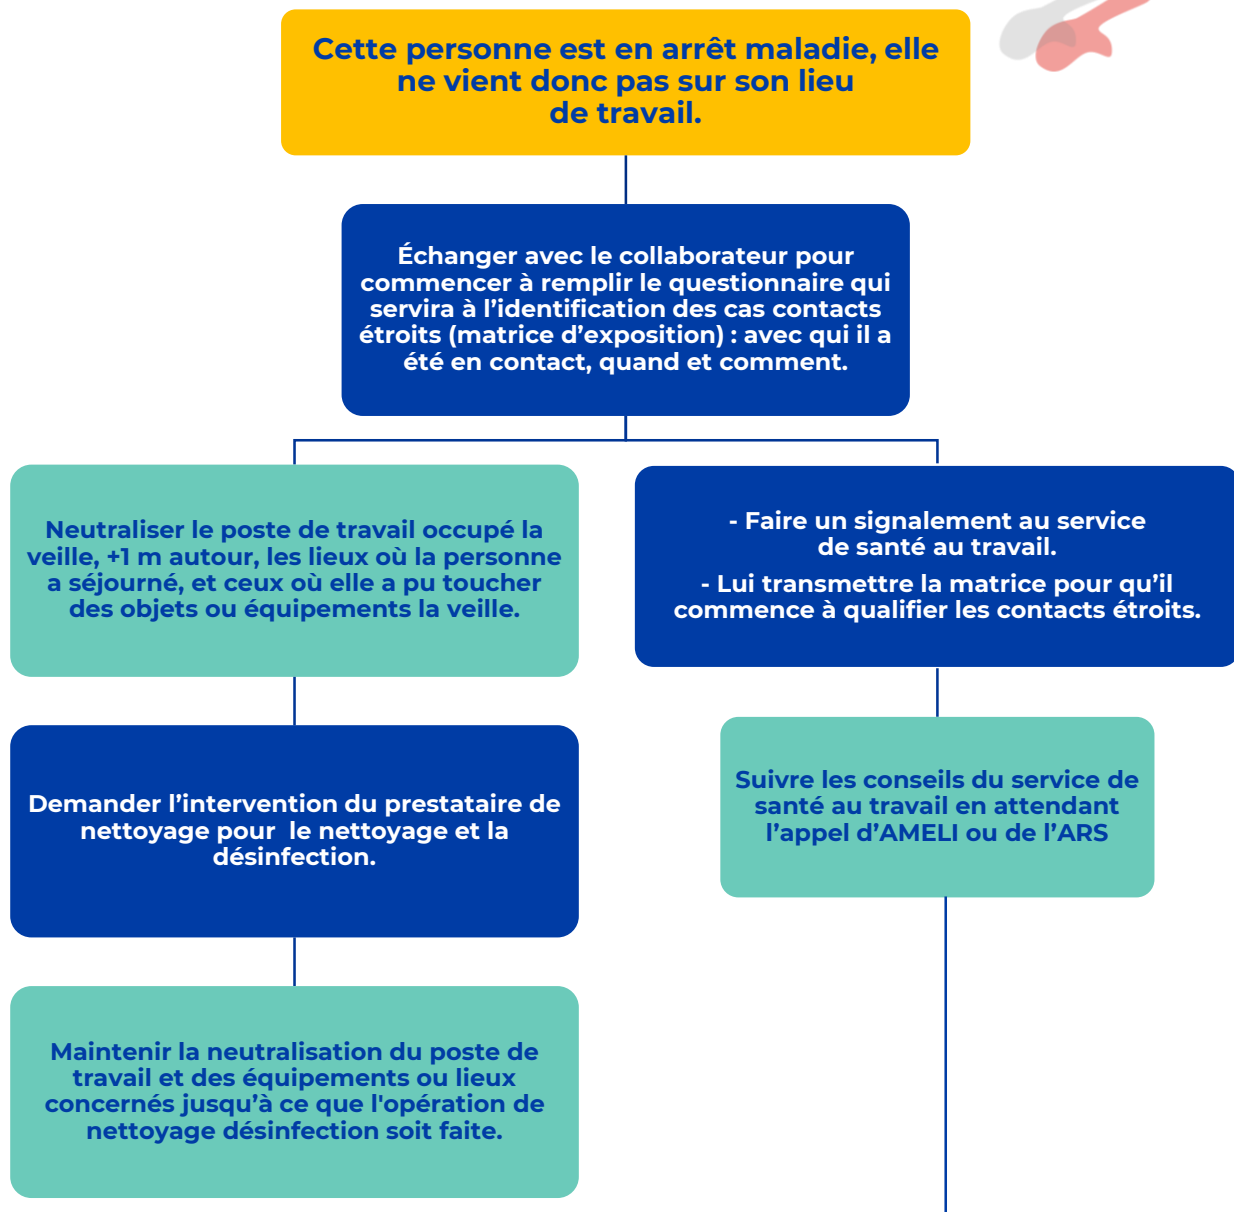 Cette personne est en arrêt maladie, elle
ne vient donc pas sur son lieu
de travail.
Échanger avec le collaborateur pour
commencer à remplir le questionnaire qui
servira à l’identification des cas contacts
étroits (matrice d’exposition) : avec qui il a
été en contact, quand et comment.
Neutraliser le poste de travail occupé la
veille, +1 m autour, les lieux où la personne
a séjourné, et ceux où elle a pu toucher
des objets ou équipements la veille.
Demander l’intervention du prestataire de
nettoyage pour le nettoyage et la
désinfection.
Maintenir la neutralisation du poste de
travail et des équipements ou lieux
concernés jusqu’à ce que l'opération de
nettoyage désinfection soit faite.
- Faire un signalement au service
de santé au travail.
- Lui transmettre la matrice pour qu’il
commence à qualifier les contacts étroits.
Suivre les conseils du service de
santé au travail en attendant
l’appel d’AMELI ou de l’ARS